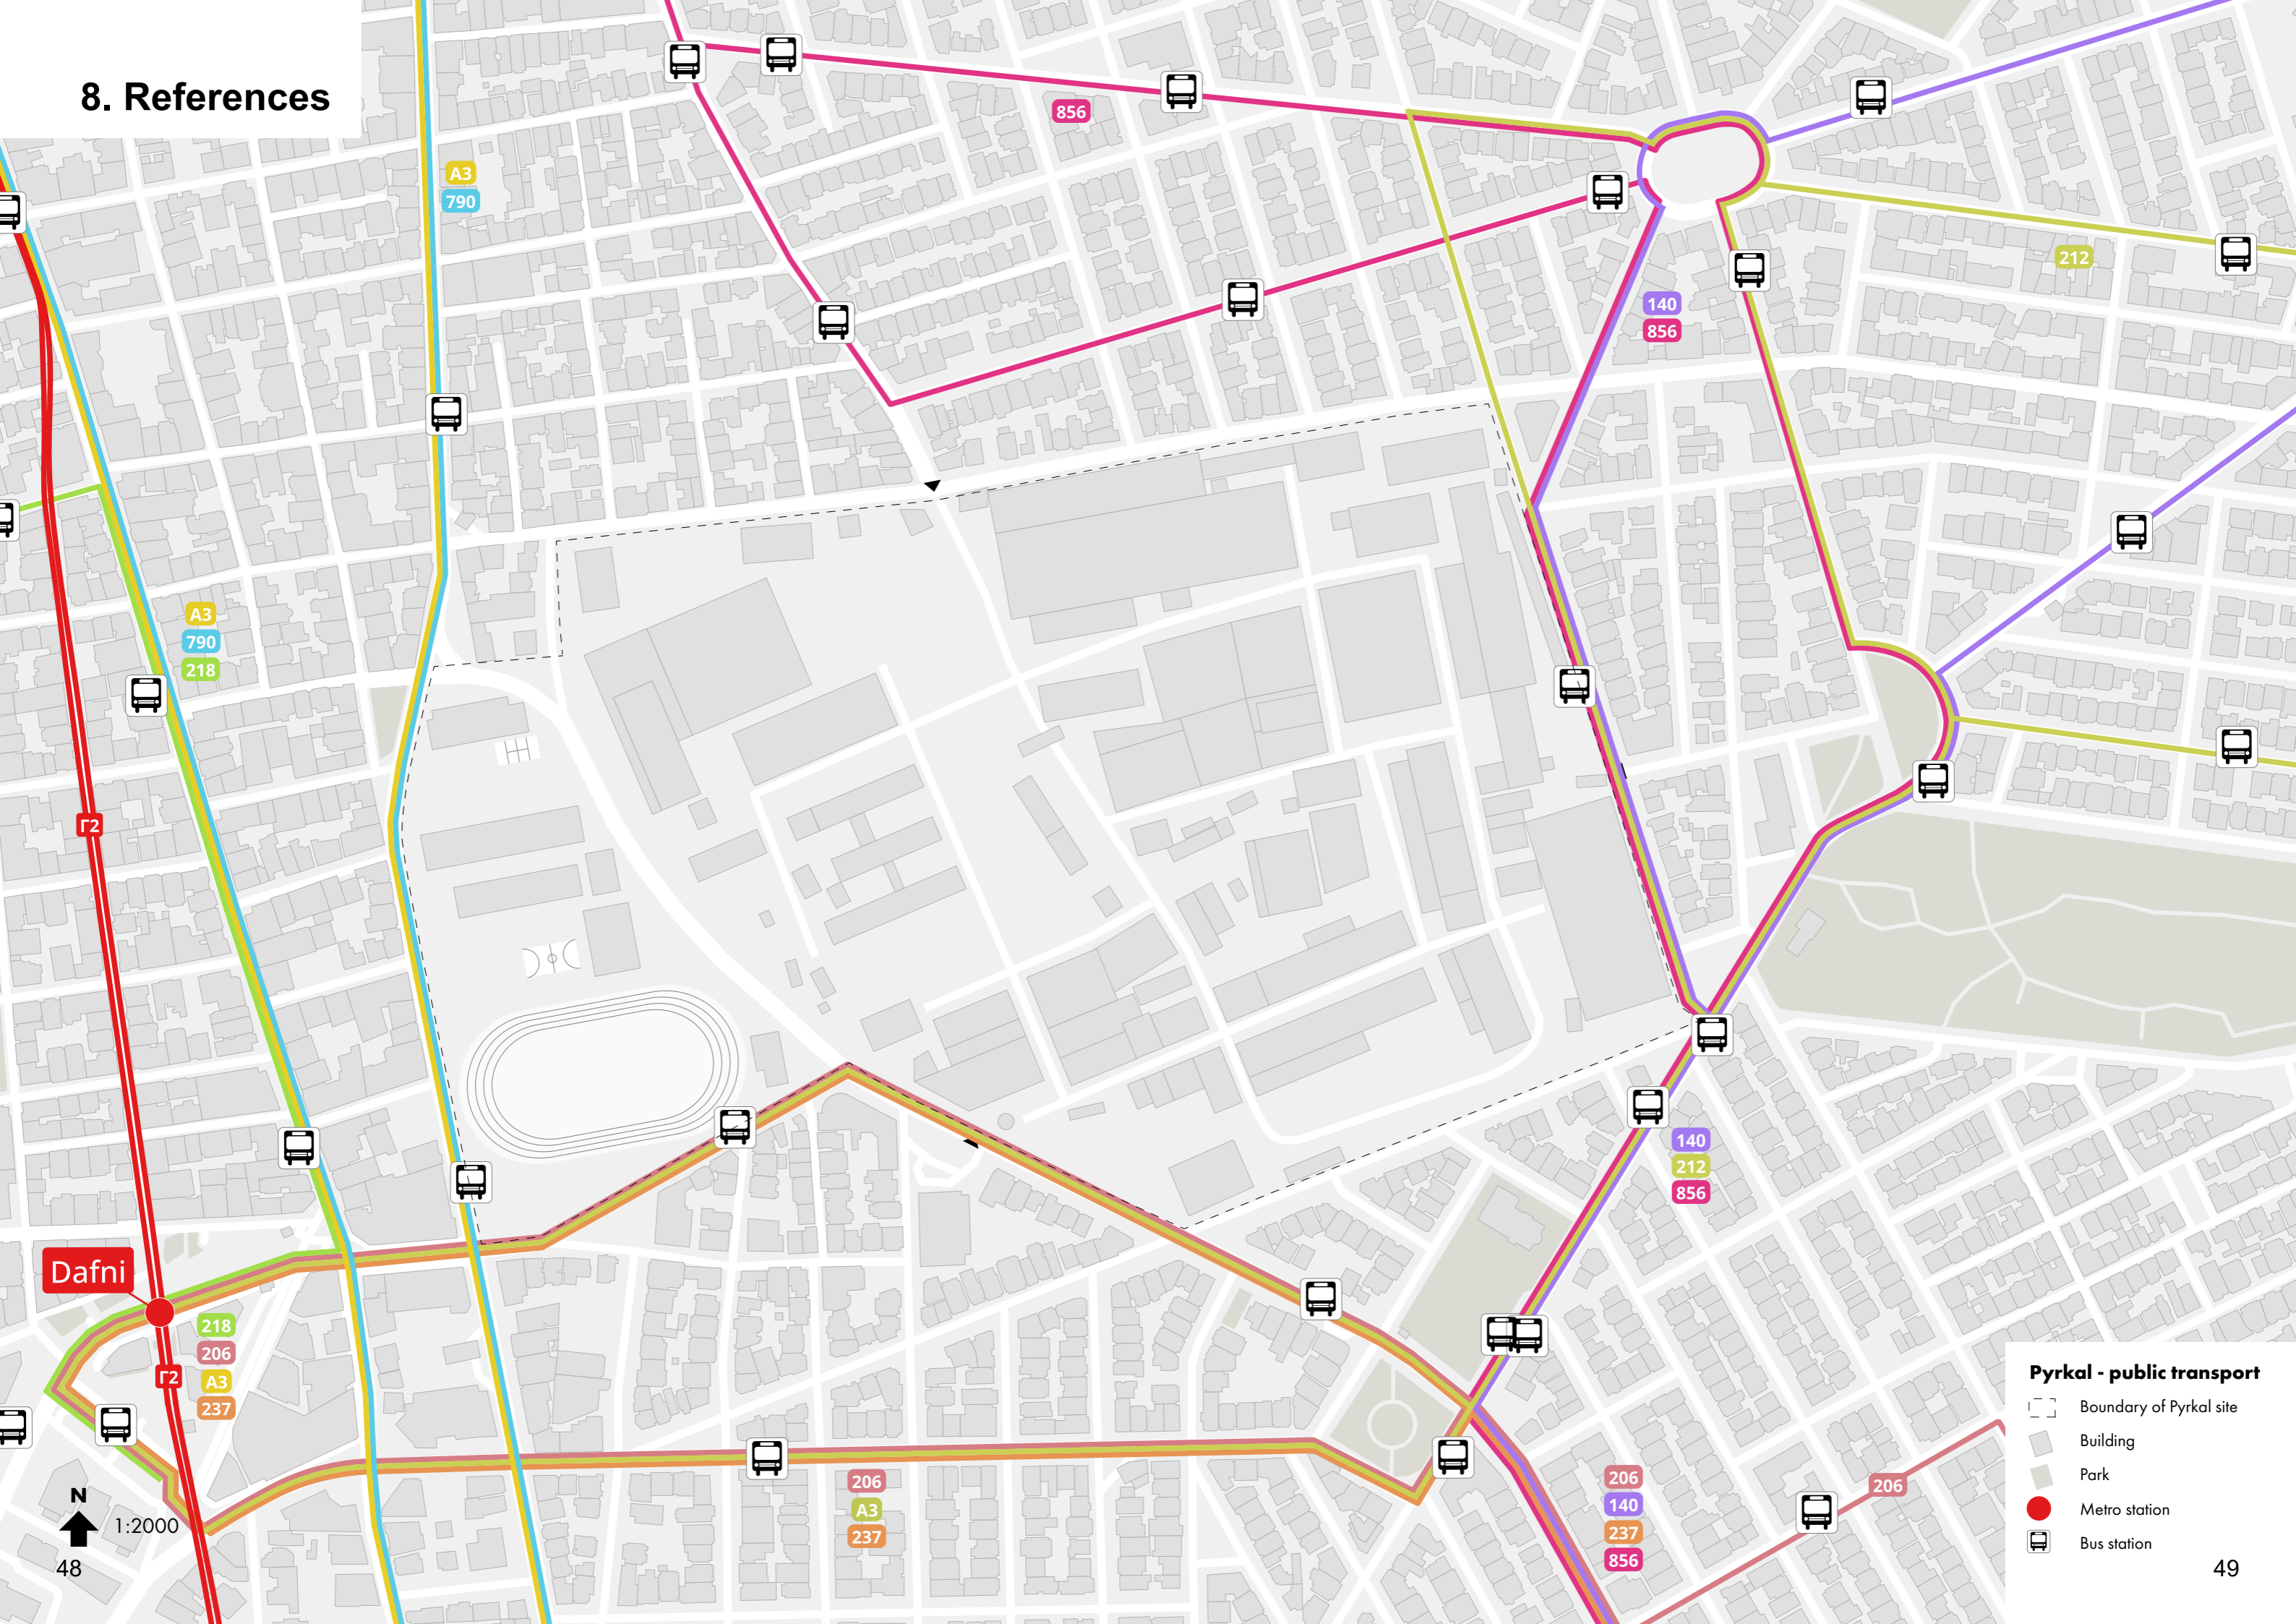 8. References
856
A3
790
212
140
856
A3
790
218
Γ2
140
212
856
Dafni
218
206
A3
237
Γ2
Pyrkal - public transport
Boundary of Pyrkal site
Building
Park
Metro station
Bus station
206
A3
237
206
140
237
856
206
N
1:2000
48
49